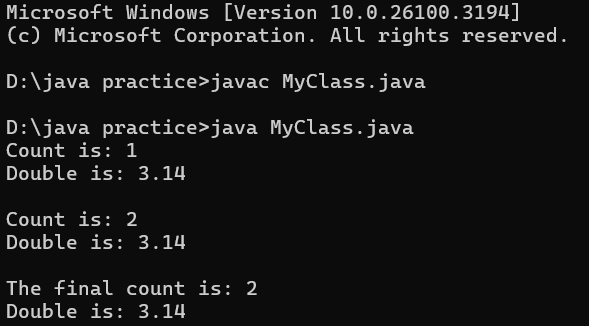 Microsoft Windows [Version 10.0.26100.3194]
(c) Microsoft Corporation. All rights reserved.
D:\java practice>javac MyClass.java
D:\java practice>java MyClass.java
Count is: 1
Double is: 3.14
Count is: 2
Double is: 3.14
The final count is: 2
Double is: 3.14